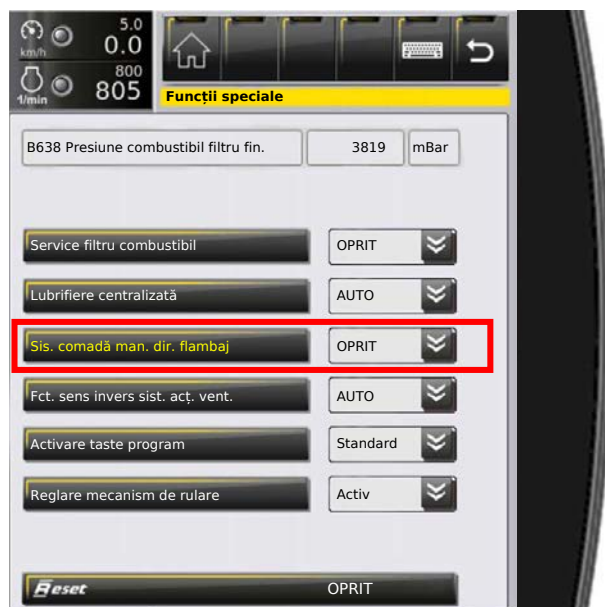 5.0
km/h 0.0
800
1/min 805
Funcții speciale
B638 Presiune combustibil filtru fin. 3819 mBar
Service filtru combustibil OPRIT
Lubrifiere centralizată AUTO
Sis. comadă man. dir. flambaj OPRIT
Fct. sens invers sist. acț. vent. AUTO
Activare taste program Standard
Reglare mecanism de rulare Activ
Reset OPRIT